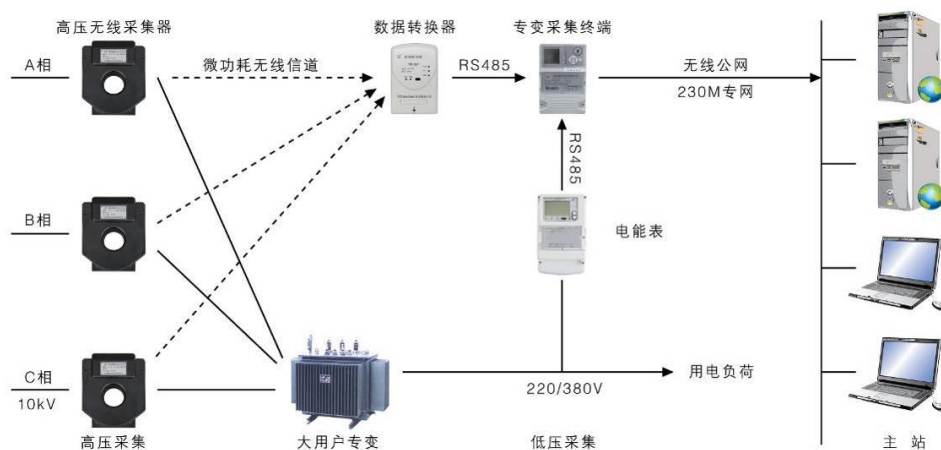 高压无线采集器
数据转换器
专变采集终端
A相
微功耗无线信道
RS485
无线公网
230M专网
RS485
B相
电能表
C相
10kV
220/380V
用电负荷
高压采集
大用户专变
低压采集
主 站